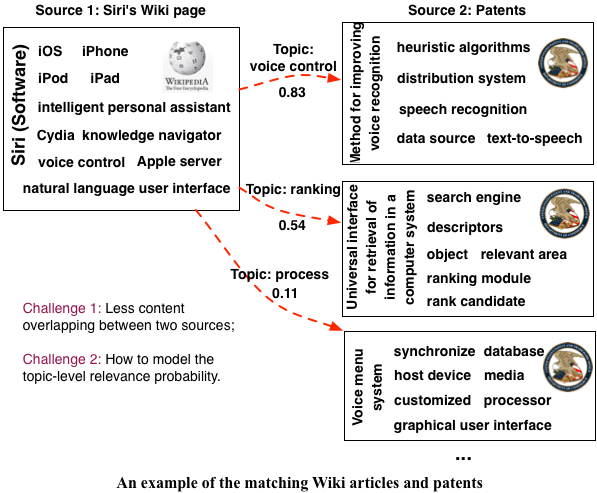 Source 1: Siri's Wiki page
Siri (Software)
iOS iPhone
iPod iPad
intelligent personal assistant
Cydia knowledge navigator
voice control Apple server
natural language user interface
WIKIPEDIA
The Free Encyclopedia
Topic:
voice control
0.83
Topic: ranking
0.54
Topic: process
0.11
Source 2: Patents
Method for improving
voice recognition
heuristic algorithms
distribution system
speech recognition
data source text-to-speech
Universal interface
for retrieval of
information in a
computer system
search engine
descriptors
object relevant area
ranking module
rank candidate
Voice menu
system
synchronize database
host device media
customized processor
graphical user interface
...
Challenge 1: Less content
overlapping between two sources;
Challenge 2: How to model the
topic-level relevance probability.
An example of the matching Wiki articles and patents